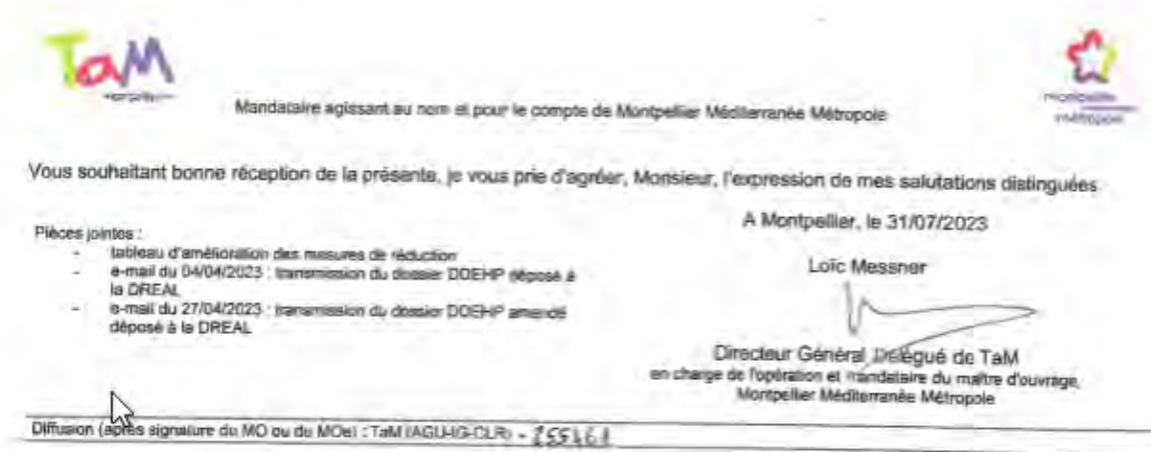 TaM
montpellier
métropole
Mandataire agissant au nom et pour le compte de Montpellier Méditerranée Métropole
Vous souhaitant bonne réception de la présente, je vous prie d'agréer, Monsieur, l'expression de mes salutations distinguées
A Montpellier, le 31/07/2023
Pièces jointes :
- tableau d'amélioration des mesures de réduction
- e-mail du 04/04/2023 : transmission du dossier DDEHP déposé à
la DREAL
- e-mail du 27/04/2023 : transmission du dossier DDEHP amendé
déposé à la DREAL
Loïc Messner
Directeur Général Délégué de TaM
en charge de l'opération et mandataire du maître d'ouvrage,
Montpellier Méditerranée Métropole
Diffusion (après signature du MO ou du MOe) : TaM (AGU-IG-CLR) -